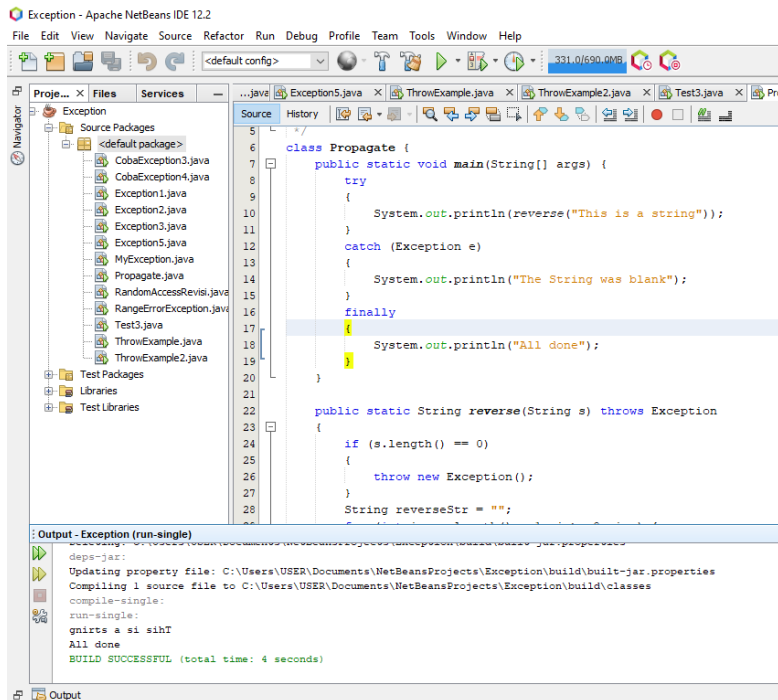 Exception - Apache NetBeans IDE 12.2
File Edit View Navigate Source Refactor Run Debug Profile Team Tools Window Help
<default config>
331.0/690.0MB
Proje... × Files Services
...java Exception5.java × ThrowExample.java × ThrowExample2.java × Test3.java × Pr
Navigator
Exception
Source Packages
<default package>
CobaException3.java
CobaException4.java
Exception1.java
Exception2.java
Exception3.java
Exception5.java
MyException.java
Propagate.java
RandomAccessRevisi.java
RangeErrorException.java
Test3.java
ThrowExample.java
ThrowExample2.java
Test Packages
Libraries
Test Libraries
Source History
5 */
6 class Propagate {
7 public static void main(String[] args) {
8 try
9 {
10 System.out.println(reverse("This is a string"));
11 }
12 catch (Exception e)
13 {
14 System.out.println("The String was blank");
15 }
16 finally
17 {
18 System.out.println("All done");
19 }
20 }
21
22 public static String reverse(String s) throws Exception
23 {
24 if (s.length() == 0)
25 {
26 throw new Exception();
27 }
28 String reverseStr = "";
Output - Exception (run-single)
deps-jar:
Updating property file: C:\Users\USER\Documents\NetBeansProjects\Exception\build\built-jar.properties
Compiling 1 source file to C:\Users\USER\Documents\NetBeansProjects\Exception\build\classes
compile-single:
run-single:
gnirts a si sihT
All done
BUILD SUCCESSFUL (total time: 4 seconds)
Output